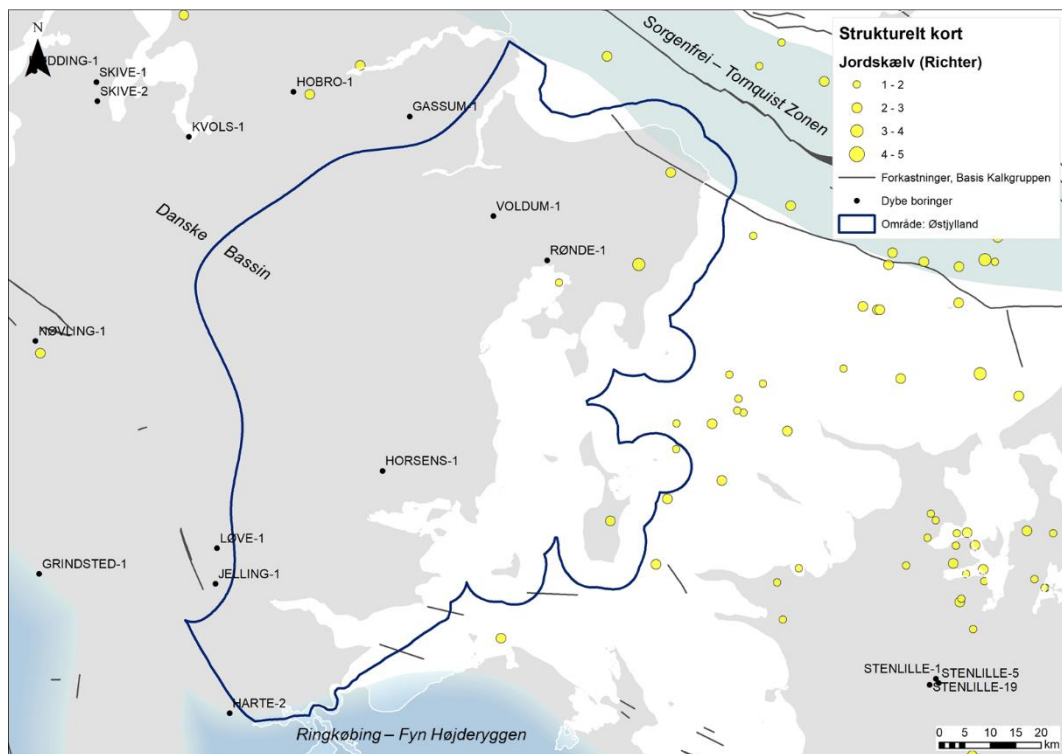 N
SKIVE-1
SKIVE-2
KVOLS-1
HOBRO-1
GASSUM-1
Sorgenfrei – Tornquist Zonen
Strukturelt kort
Jordskælv (Richter)
1 - 2
2 - 3
3 - 4
4 - 5
Forkastninger, Basis Kalkgruppen
Dybe boringer
Område: Østjylland
Danske
Bassin
VOLDUM-1
RØNDE-1
NØVLING-1
HORSENS-1
LØVE-1
GRINDSTED-1
JELLING-1
HARTE-2
STENLILLE-1
STENLILLE-5
STENLILLE-19
Ringkøbing – Fyn Højderyggen
0 5 10 20
km